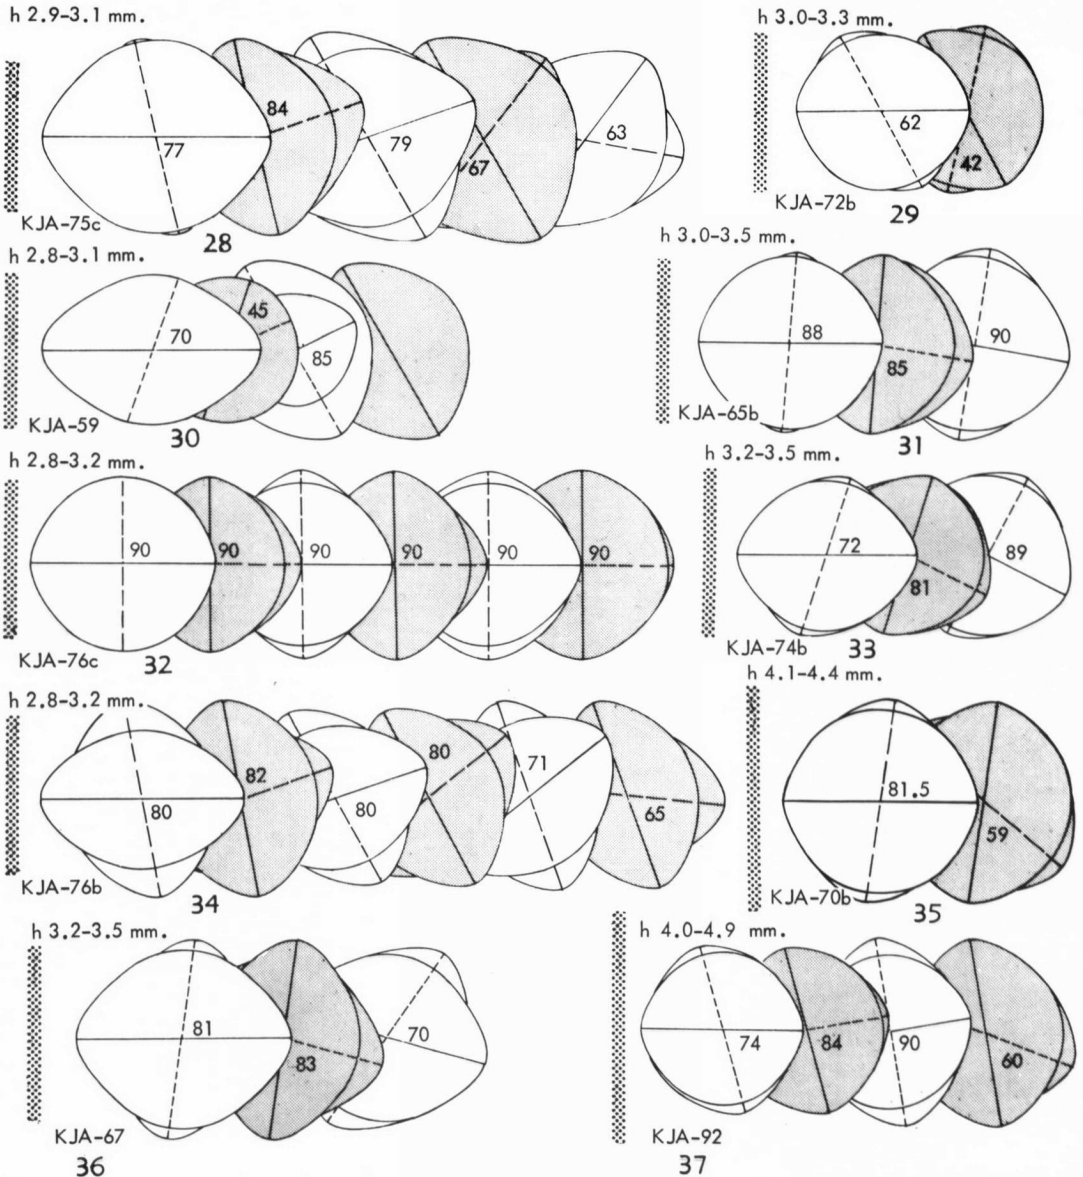 h 2.9-3.1 mm.
84
77
79
67
63
KJA-75c
28
h 3.0-3.3 mm.
62
42
KJA-72b
29
h 2.8-3.1 mm.
45
70
85
KJA-59
30
h 3.0-3.5 mm.
88
90
85
KJA-65b
31
h 2.8-3.2 mm.
90
90
90
90
90
90
KJA-76c
32
h 3.2-3.5 mm.
72
89
81
KJA-74b
33
h 2.8-3.2 mm.
82
80
80
80
71
65
KJA-76b
34
h 4.1-4.4 mm.
81.5
59
KJA-70b
35
h 3.2-3.5 mm.
81
83
70
KJA-67
36
h 4.0-4.9 mm.
74
84
90
60
KJA-92
37